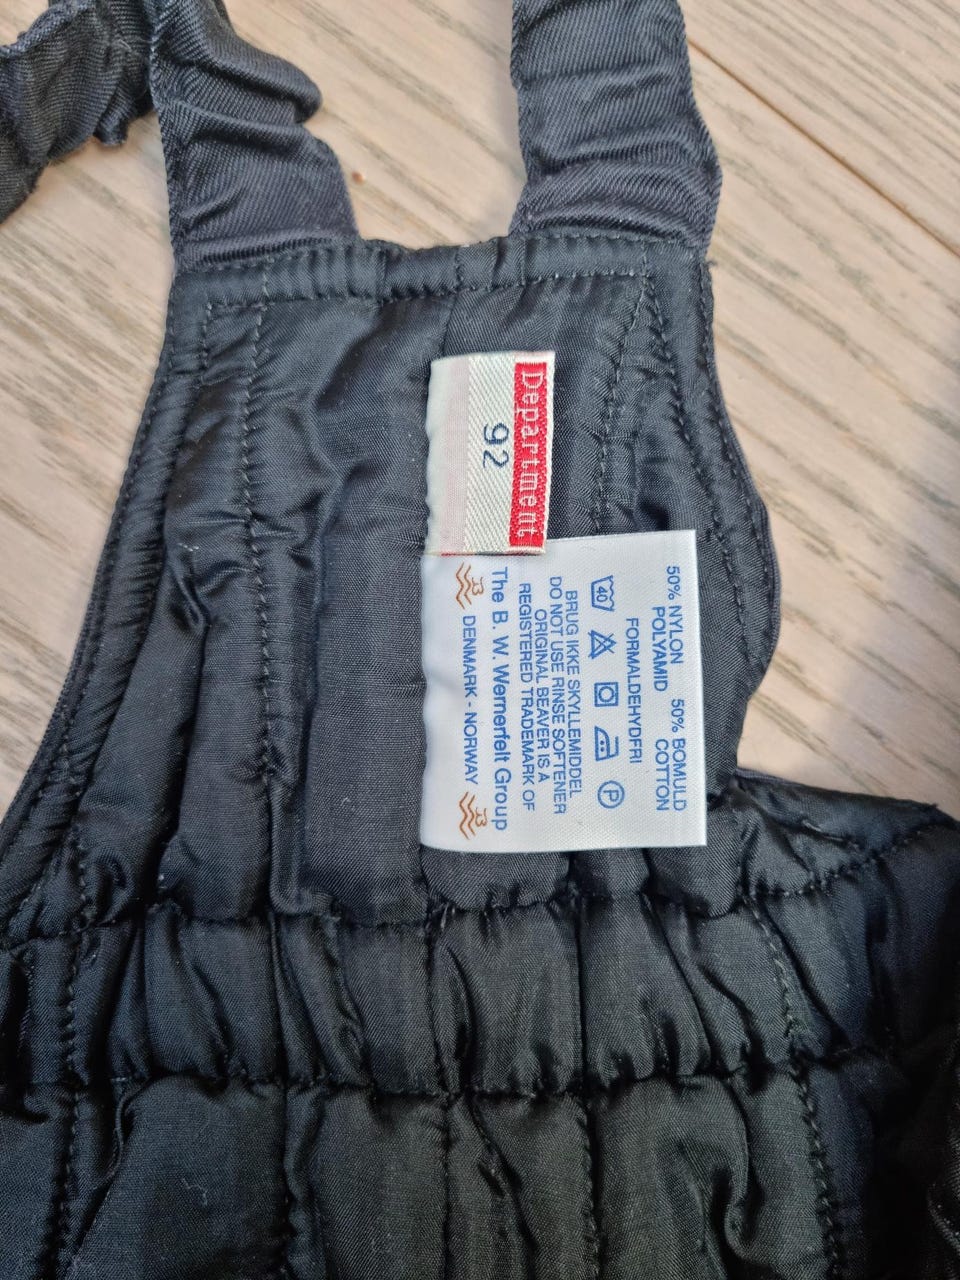 Department
92
50% NYLON 50% BOMULD
POLYAMID COTTON
FORMALDEHYDFRI
40 P
BRUG IKKE SKYLLEMIDDEL
DO NOT USE RINSE SOFTENER
ORIGINAL BEAVER IS A
REGISTERED TRADEMARK OF
The B. W. Wernerfelt Group
DENMARK - NORWAY